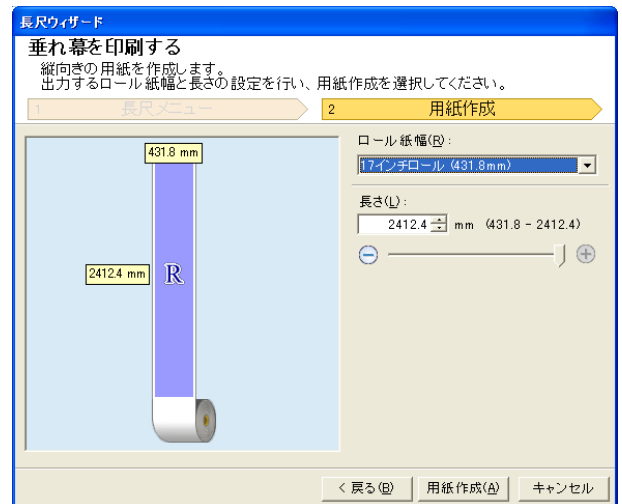 長尺ウィザード
垂れ幕を印刷する
縦向きの用紙を作成します。
出力するロール紙幅と長さの設定を行い、用紙作成を選択してください。
1 長尺メニュー 2 用紙作成
431.8 mm
2412.4 mm
R
ロール紙幅(R):
17インチロール (431.8mm)
長さ(L):
2412.4 mm (431.8 - 2412.4)
< 戻る(B) 用紙作成(A) キャンセル